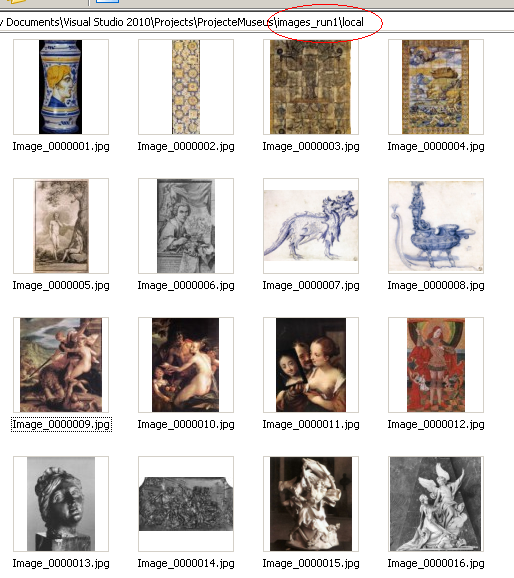 y Documents\Visual Studio 2010\Projects\ProjecteMuseus\images_run1\local
Image_0000001.jpg Image_0000002.jpg Image_0000003.jpg Image_0000004.jpg
Image_0000005.jpg Image_0000006.jpg Image_0000007.jpg Image_0000008.jpg
Image_0000009.jpg Image_0000010.jpg Image_0000011.jpg Image_0000012.jpg
Image_0000013.jpg Image_0000014.jpg Image_0000015.jpg Image_0000016.jpg